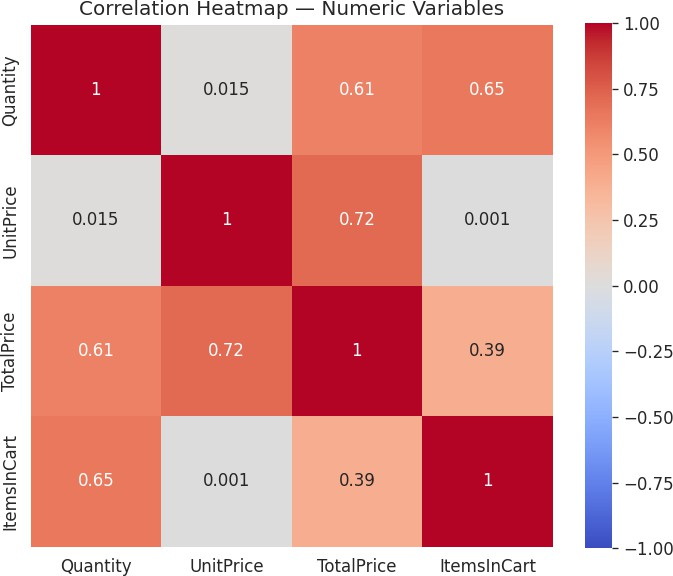 Correlation Heatmap — Numeric Variables
Quantity
1
0.015
0.61
0.65
UnitPrice
0.015
1
0.72
0.001
TotalPrice
0.61
0.72
1
0.39
ItemsInCart
0.65
0.001
0.39
1
Quantity
UnitPrice
TotalPrice
ItemsInCart
1.00
0.75
0.50
0.25
0.00
−0.25
−0.50
−0.75
−1.00